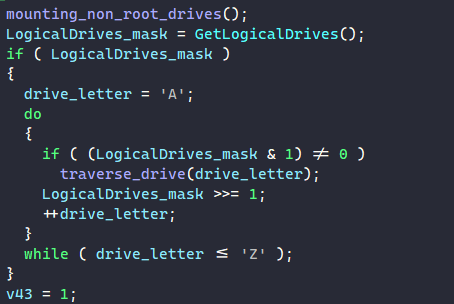 mounting_non_root_drives();
LogicalDrives_mask = GetLogicalDrives();
if ( LogicalDrives_mask )
{
  drive_letter = 'A';
  do
  {
    if ( (LogicalDrives_mask & 1) ≠ 0 )
      traverse_drive(drive_letter);
    LogicalDrives_mask >>= 1;
    ++drive_letter;
  }
  while ( drive_letter ≤ 'Z' );
}
v43 = 1;